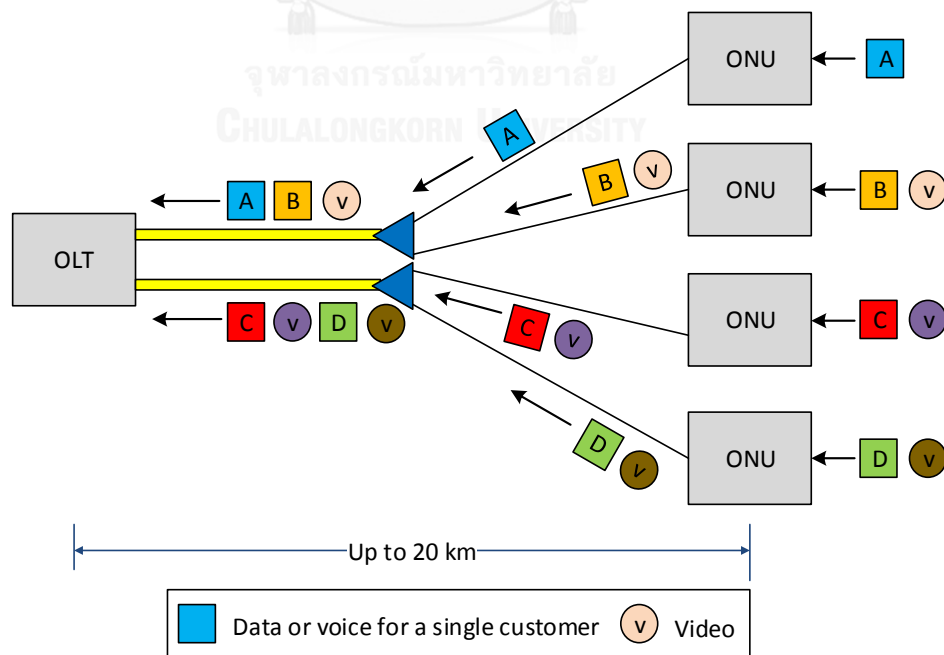 ONU
A
จุฬาลงกรณ์มหาวิทยาลัย
CHULALONGKORN UNIVERSITY
A
B v
ONU
B v
A B v
OLT
C v D v
C v
ONU
C v
D v
ONU
D v
Up to 20 km
Data or voice for a single customer v Video